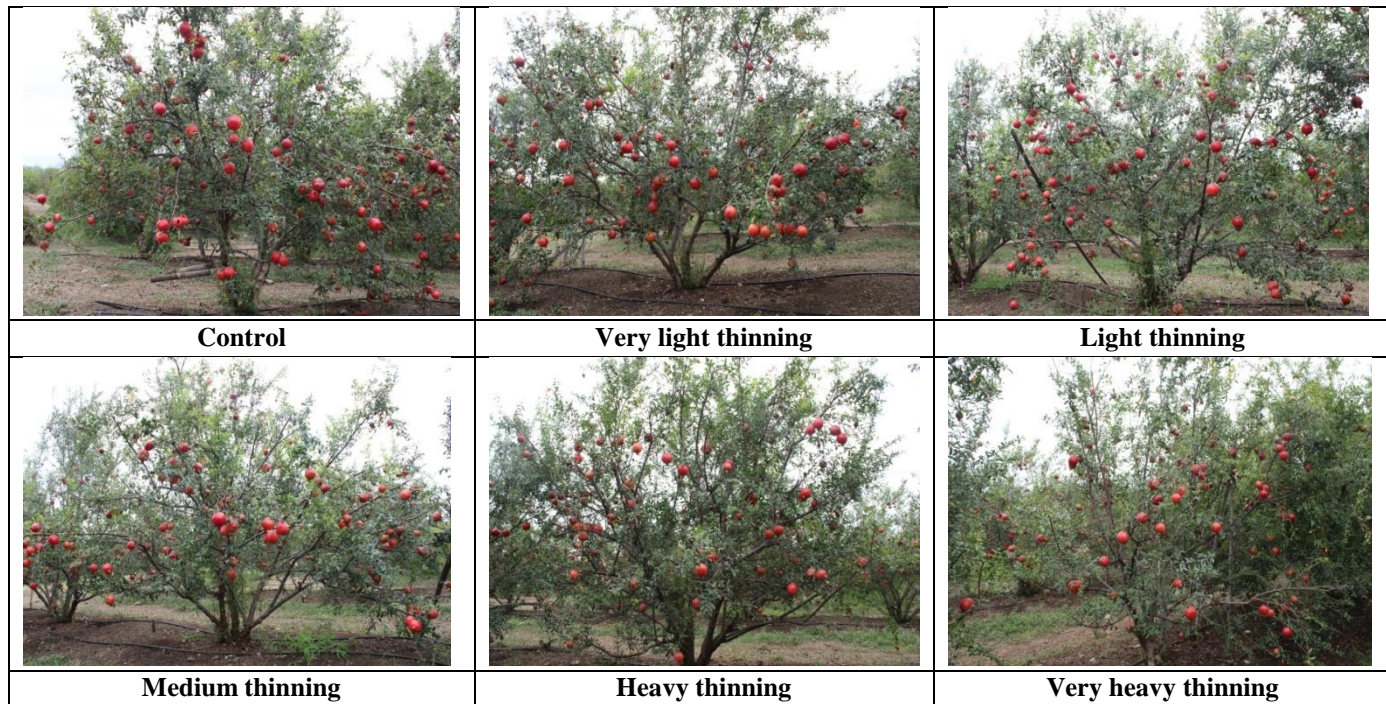 Control
Very light thinning
Light thinning
Medium thinning
Heavy thinning
Very heavy thinning